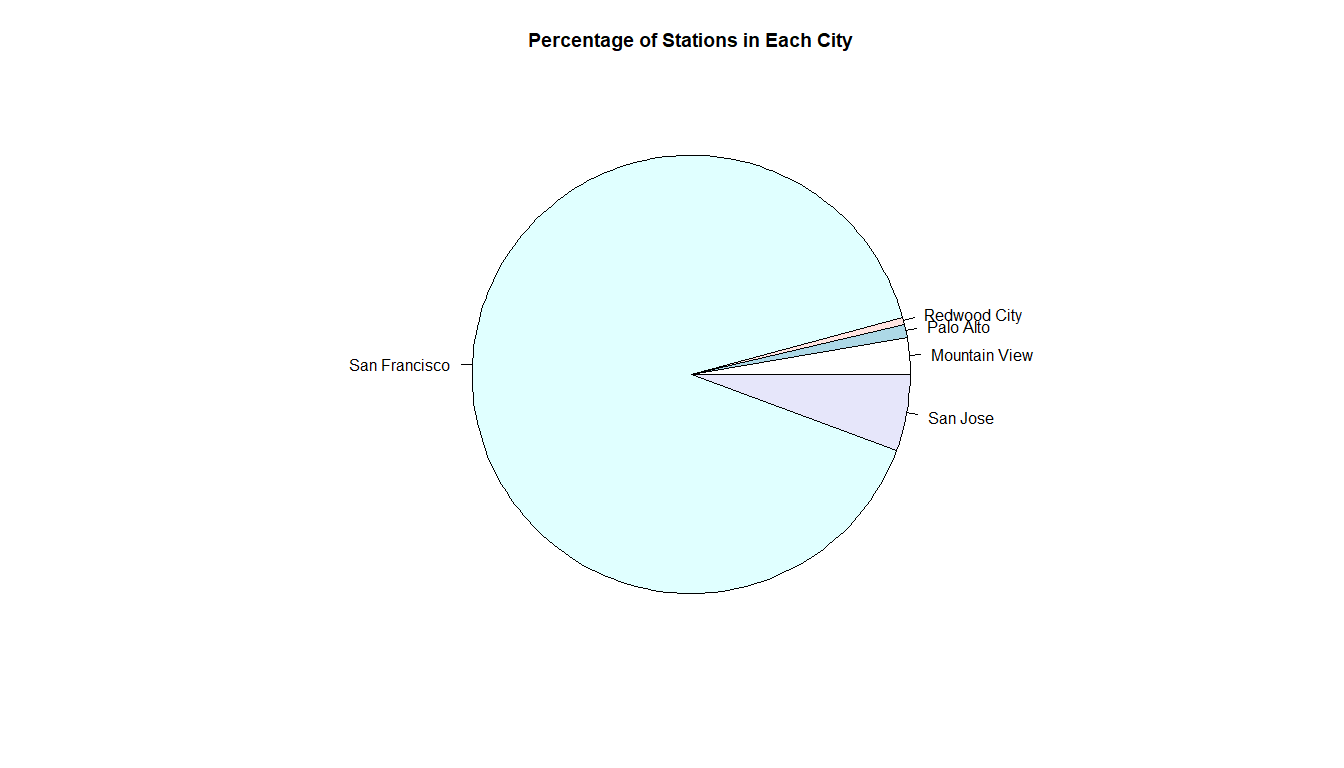 Percentage of Stations in Each City
Redwood City
Palo Alto
Mountain View
San Francisco
San Jose